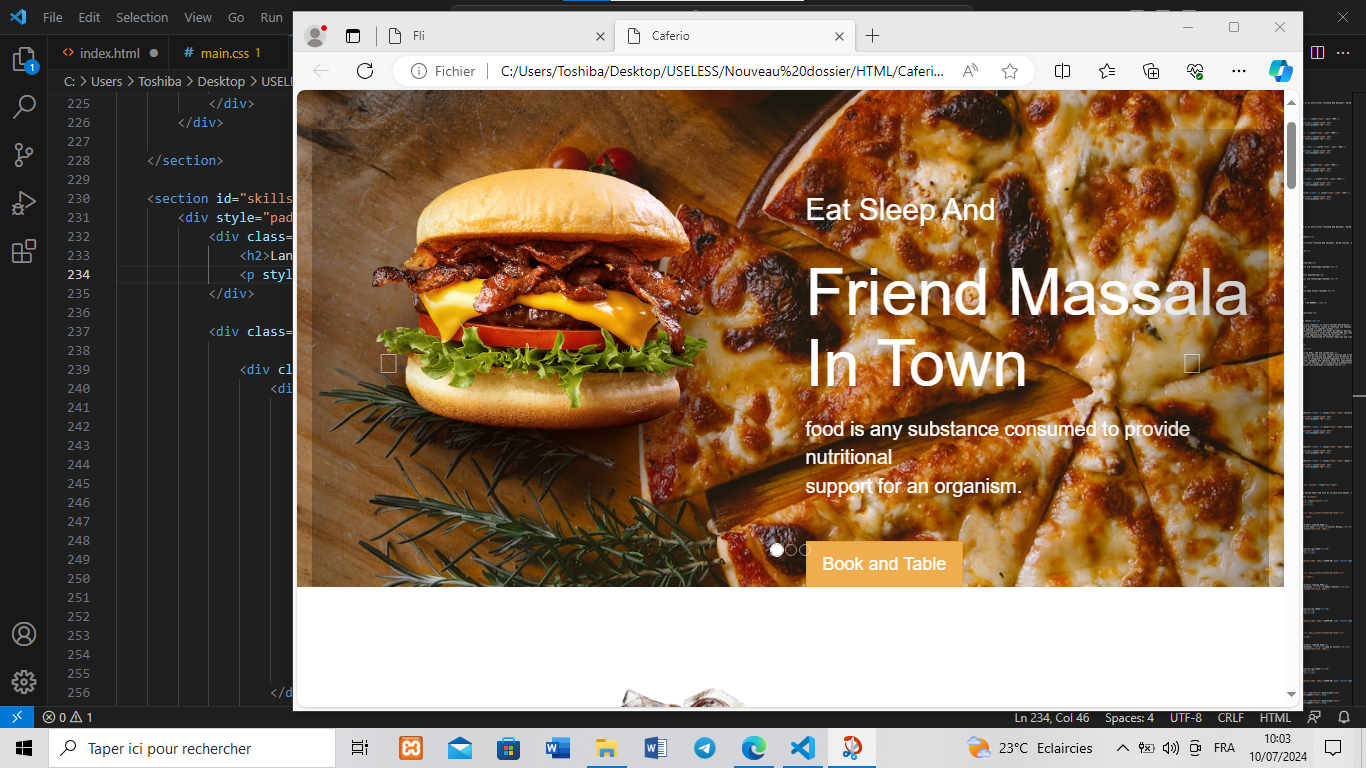 File Edit Selection View Go Run
Fli
Caferio
index.html
main.css 1
Fichier
C:/Users/Toshiba/Desktop/USELESS/Nouveau%20dossier/HTML/Caferi...
C: > Users > Toshiba > Desktop > USELE
225 </div>
226 </div>
227
228 </section>
229
230 <section id="skills
231 <div style="pad
232 <div class=
233 <h2>Lan
234 <p styl
235 </div>
236
237 <div class=
238
239 <div cl
240 <di
241
242
243
244
245
246
247
248
249
250
251
252
253
254
255
256 </d
Eat Sleep And
Friend Massala
In Town
food is any substance consumed to provide
nutritional
support for an organism.
Book and Table
1
0 1
Ln 234, Col 46 Spaces: 4 UTF-8 CRLF HTML
Taper ici pour rechercher
23°C Eclaircies
FRA
10:03
10/07/2024